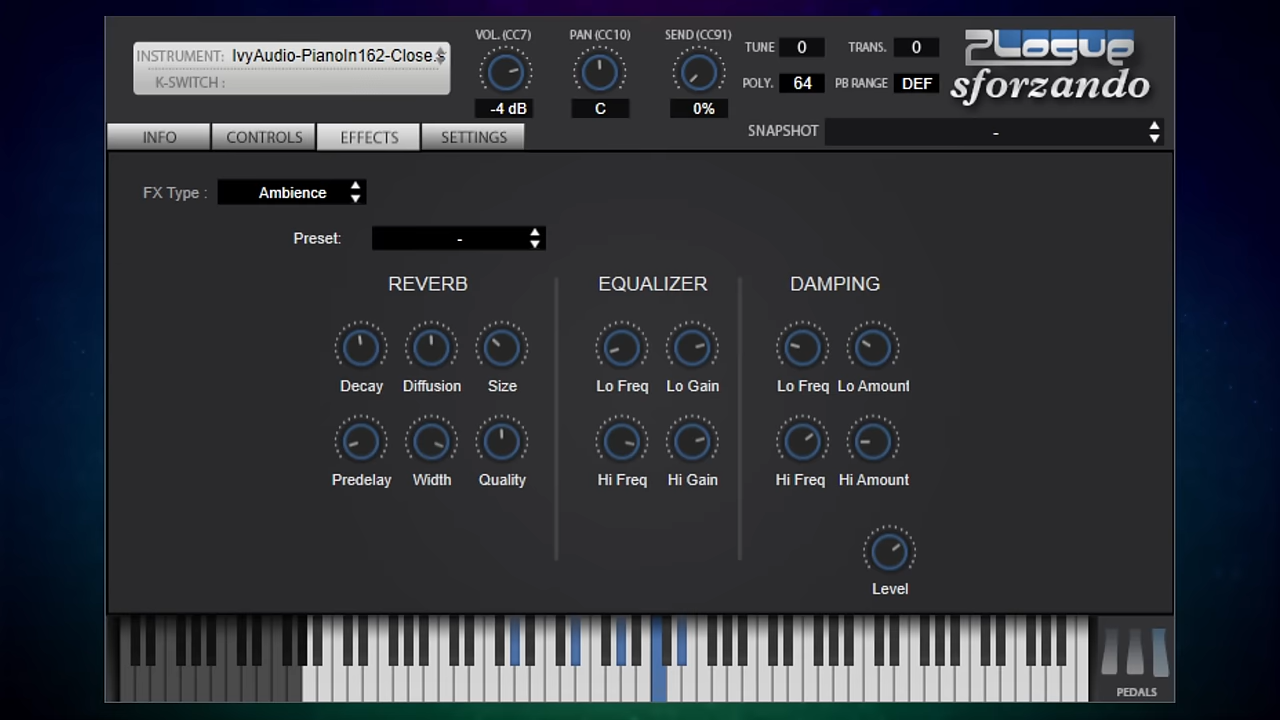 VOL. (CC7) PAN (CC10) SEND (CC91)
INSTRUMENT: IvyAudio-PianoIn162-Close.s
K-SWITCH :
TUNE 0 TRANS. 0
POLY. 64 PB RANGE DEF
-4 dB C 0%
Plogue
sforzando
INFO CONTROLS EFFECTS SETTINGS
SNAPSHOT -
FX Type : Ambience
Preset: -
REVERB EQUALIZER DAMPING
Decay Diffusion Size Lo Freq Lo Gain Lo Freq Lo Amount
Predelay Width Quality Hi Freq Hi Gain Hi Freq Hi Amount
Level
PEDALS